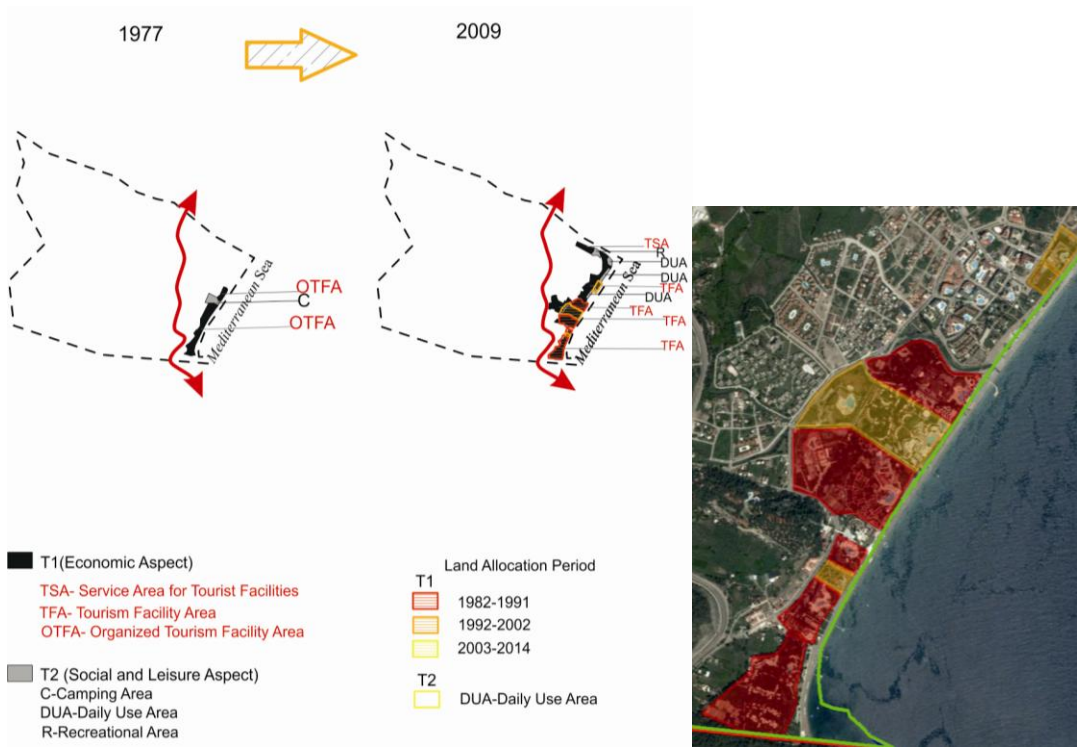 1977
2009
OTFA
C
OTFA
Mediterranean Sea
TSA
R
DUA
DUA
TFA
DUA
TFA
TFA
TFA
Mediterranean Sea
T1(Economic Aspect)
TSA- Service Area for Tourist Facilities
TFA- Tourism Facility Area
OTFA- Organized Tourism Facility Area
T2 (Social and Leisure Aspect)
C-Camping Area
DUA-Daily Use Area
R-Recreational Area
Land Allocation Period
T1
1982-1991
1992-2002
2003-2014
T2
DUA-Daily Use Area